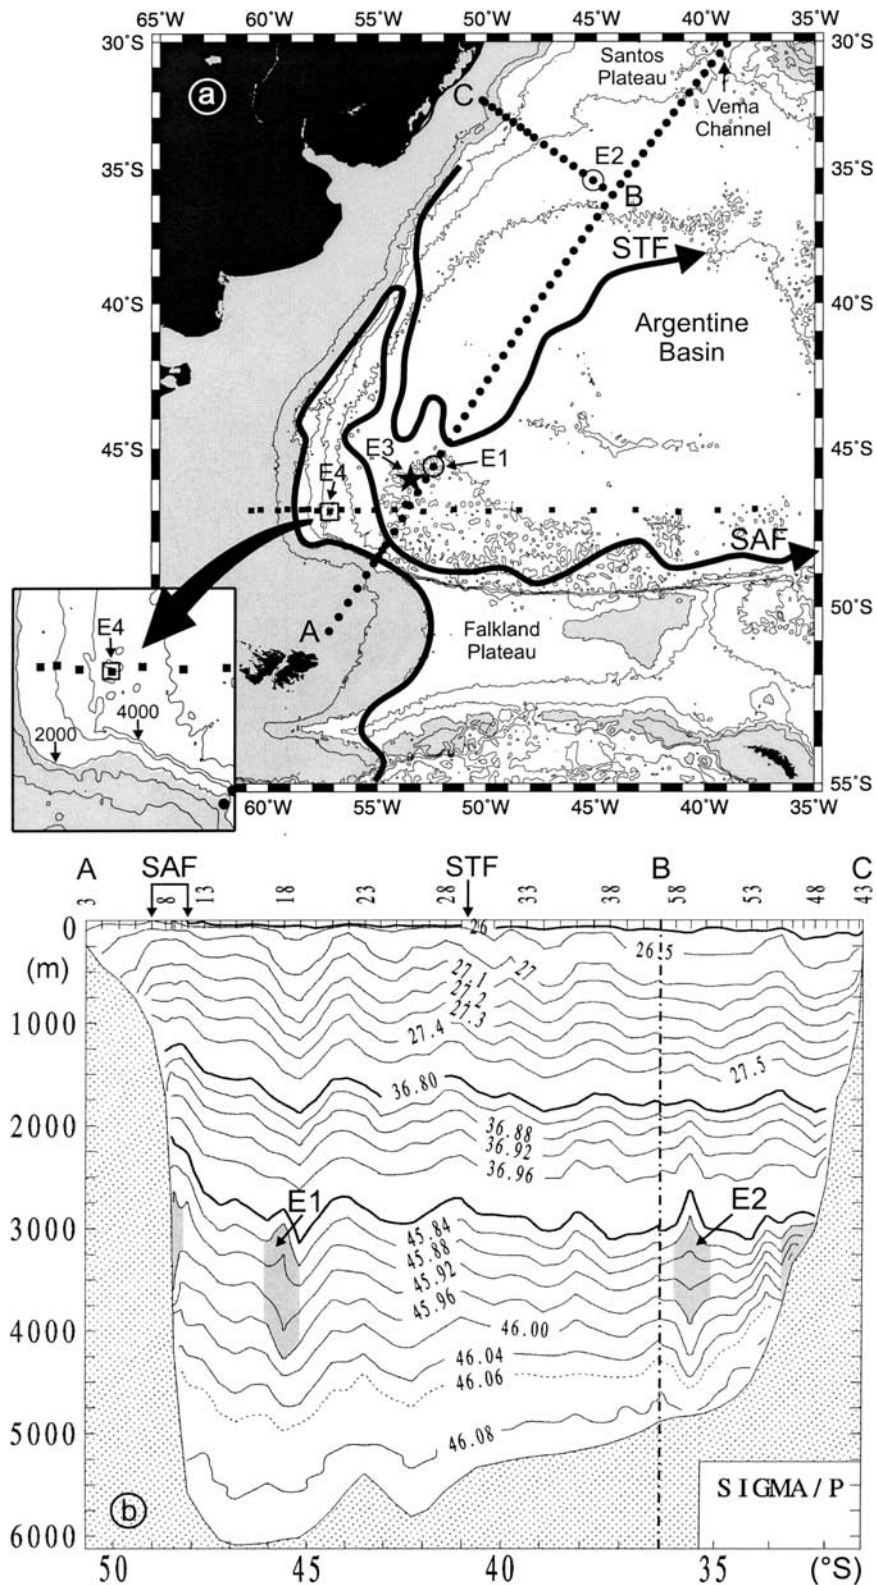 65°W 60°W 55°W 50°W 45°W 40°W 35°W
30°S 30°S
a
Santos
Plateau
Vema
Channel
C
E2
B
35°S 35°S
STF
40°S 40°S
Argentine
Basin
45°S 45°S
E3
E1
E4
SAF
A
50°S
Falkland
Plateau
E4
4000
2000
55°S
60°W 55°W 50°W 45°W 40°W 35°W
A SAF STF B C
3 8 13 18 23 28 33 58 53 48 43
0
(m)
26
26.5
27
27.1
27.2
27.3
1000
27.4
27.5
36.80
2000
36.88
36.92
36.96
E1
E2
3000
45.84
45.88
45.92
45.96
4000
46.00
46.04
46.06
5000
46.08
SIGMA/P
b
6000
50 45 40 35 (°S)